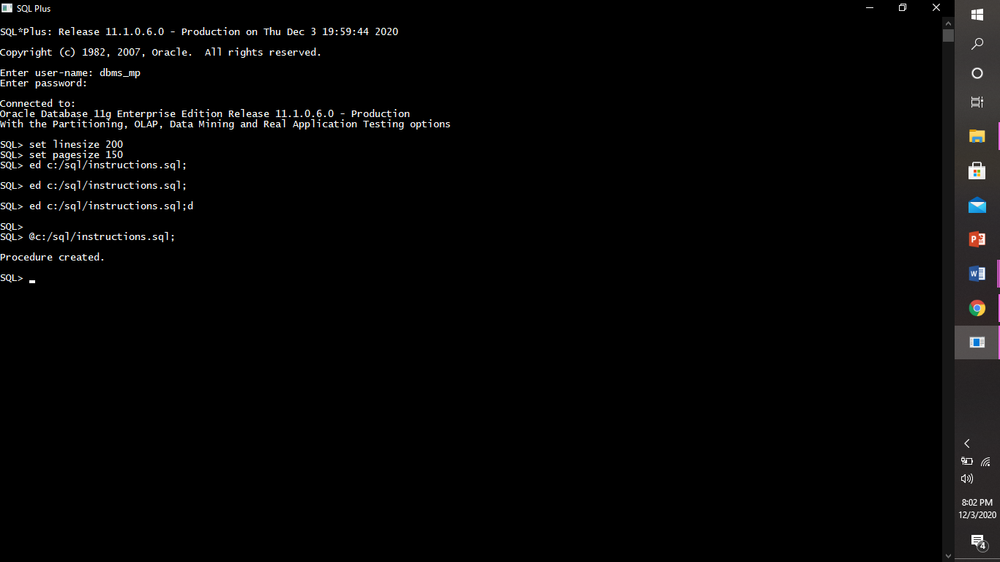 SQL Plus
SQL*Plus: Release 11.1.0.6.0 - Production on Thu Dec 3 19:59:44 2020
Copyright (c) 1982, 2007, Oracle.  All rights reserved.
Enter user-name: dbms_mp
Enter password:
Connected to:
Oracle Database 11g Enterprise Edition Release 11.1.0.6.0 - Production
With the Partitioning, OLAP, Data Mining and Real Application Testing options
SQL> set linesize 200
SQL> set pagesize 150
SQL> ed c:/sql/instructions.sql;
SQL> ed c:/sql/instructions.sql;
SQL> ed c:/sql/instructions.sql;d
SQL>
SQL> @c:/sql/instructions.sql;
Procedure created.
SQL>
P
W
8:02 PM
12/3/2020
4